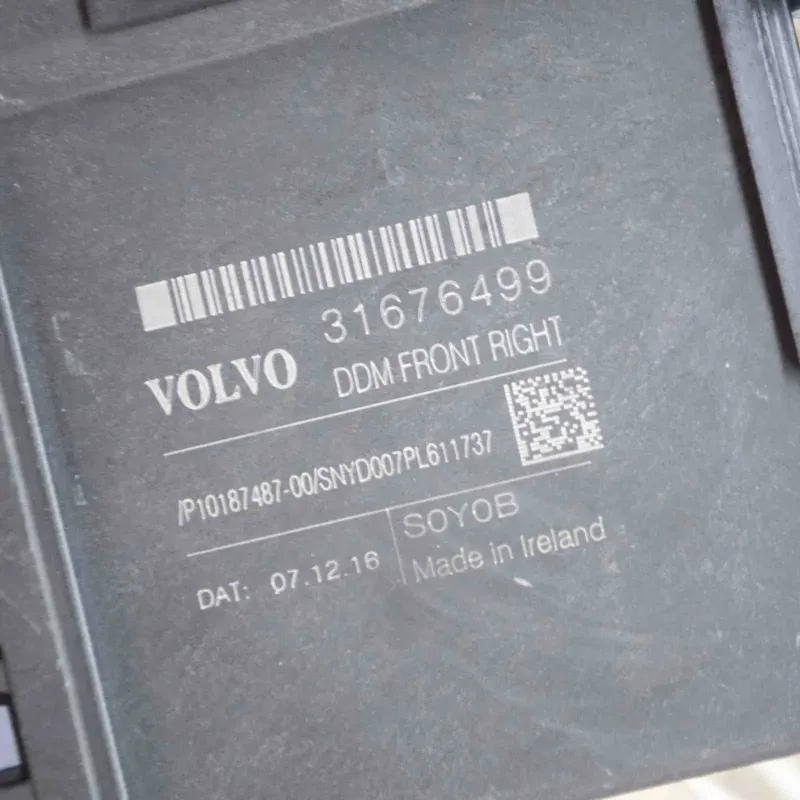 31676499
VOLVO DDM FRONT RIGHT
/P10187487-00/SNYD007PL611737
S0Y0B
DAT: 07.12.16 Made in Ireland